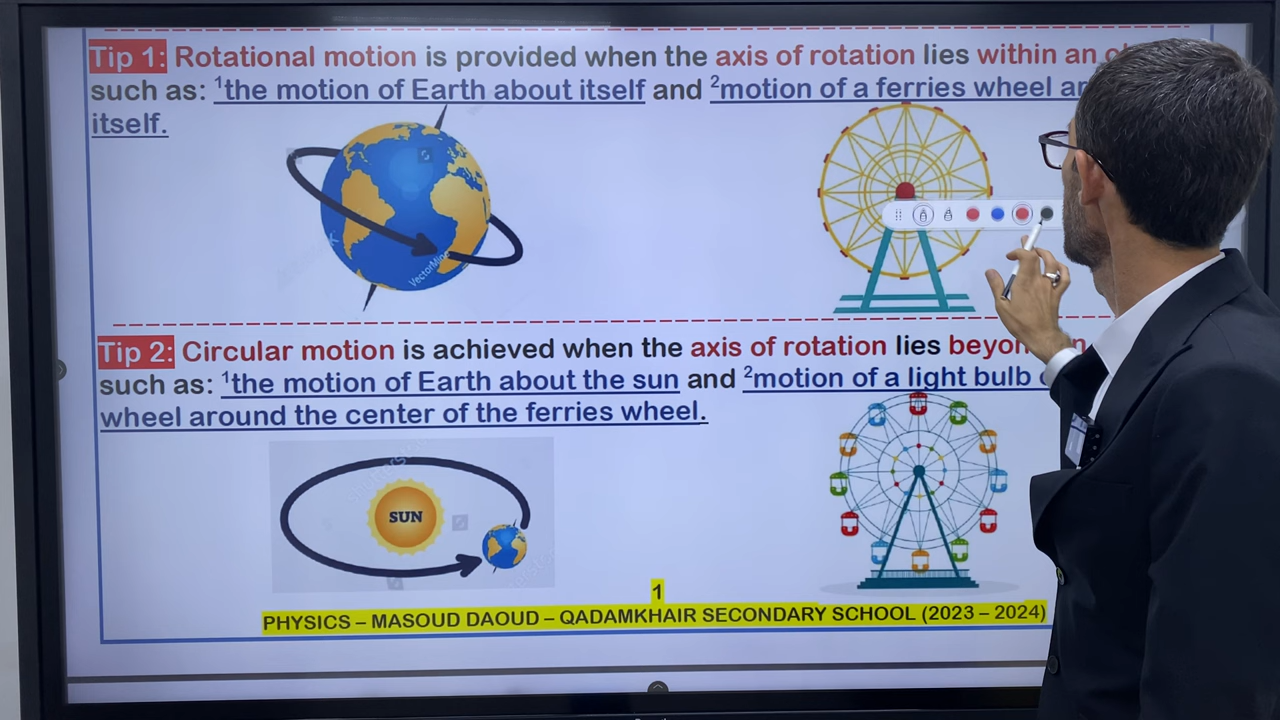 Tip 1: Rotational motion is provided when the axis of rotation lies within an
such as: ¹the motion of Earth about itself and ²motion of a ferries wheel
itself.
VectorMine
Tip 2: Circular motion is achieved when the axis of rotation lies
such as: ¹the motion of Earth about the sun and ²motion of a light bulb
wheel around the center of the ferries wheel.
SUN
1
PHYSICS – MASOUD DAOUD – QADAMKHAIR SECONDARY SCHOOL (2023 – 2024)